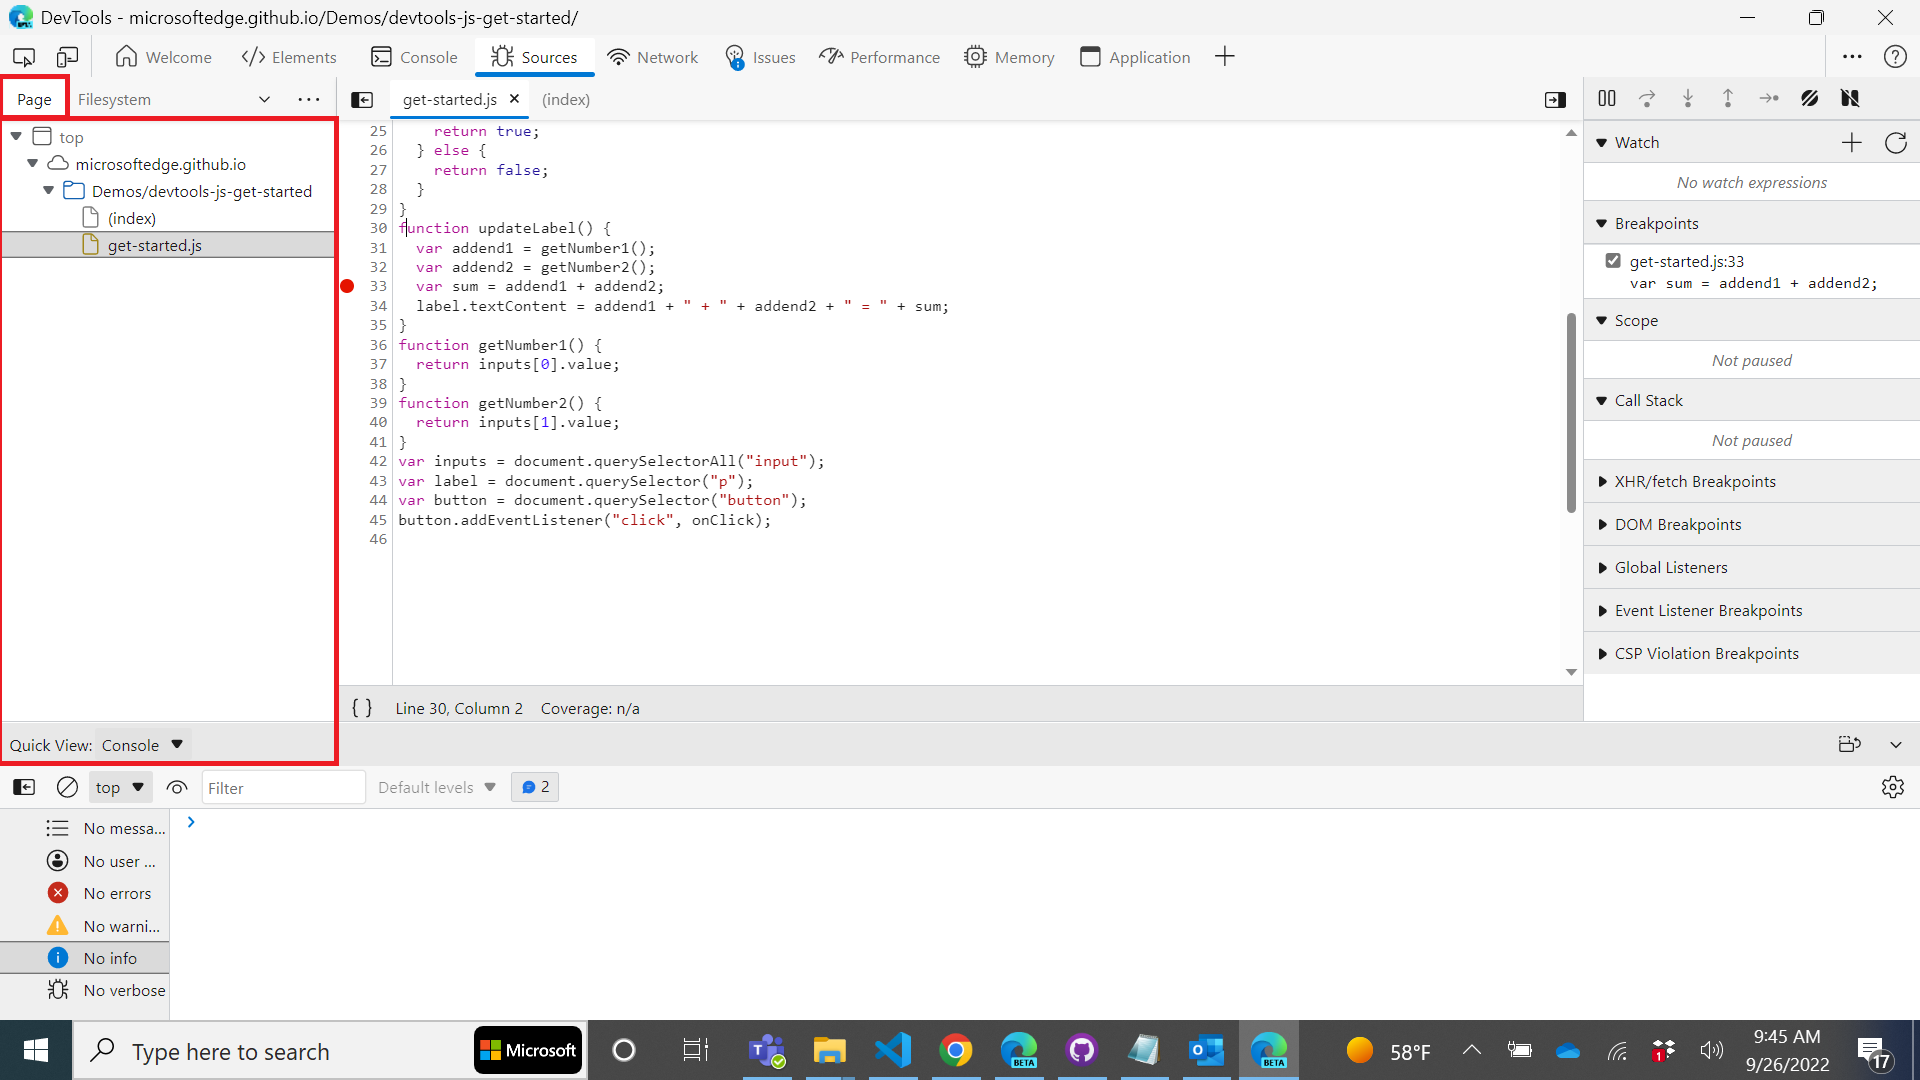 DevTools - microsoftedge.github.io/Demos/devtools-js-get-started/
Welcome
Elements
Console
Sources
Network
Issues
Performance
Memory
Application
Page
Filesystem
top
microsoftedge.github.io
Demos/devtools-js-get-started
(index)
get-started.js
get-started.js
(index)
25     return true;
26   } else {
27     return false;
28   }
29 }
30 function updateLabel() {
31   var addend1 = getNumber1();
32   var addend2 = getNumber2();
33   var sum = addend1 + addend2;
34   label.textContent = addend1 + " + " + addend2 + " = " + sum;
35 }
36 function getNumber1() {
37   return inputs[0].value;
38 }
39 function getNumber2() {
40   return inputs[1].value;
41 }
42 var inputs = document.querySelectorAll("input");
43 var label = document.querySelector("p");
44 var button = document.querySelector("button");
45 button.addEventListener("click", onClick);
46
{ } Line 30, Column 2 Coverage: n/a
Watch
No watch expressions
Breakpoints
get-started.js:33
var sum = addend1 + addend2;
Scope
Not paused
Call Stack
Not paused
XHR/fetch Breakpoints
DOM Breakpoints
Global Listeners
Event Listener Breakpoints
CSP Violation Breakpoints
Quick View: Console
top
Filter
Default levels
2
No messa...
No user ...
No errors
No warni...
No info
No verbose
Type here to search
Microsoft
BETA
BETA
58°F
1
9:45 AM
9/26/2022
17